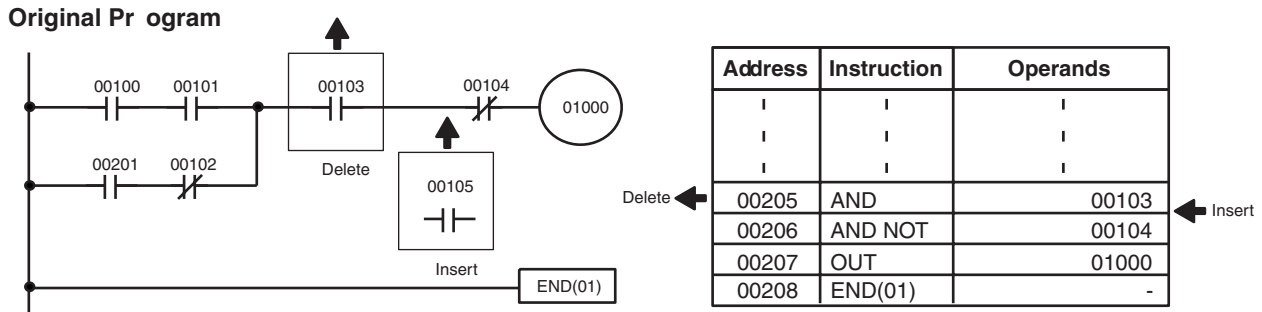 Original Pr ogram
00100 00101 00103 00104 01000
00201 00102 Delete
00105
Insert
END(01)
Address Instruction Operands
Delete 00205 AND 00103 Insert
00206 AND NOT 00104
00207 OUT 01000
00208 END(01) -